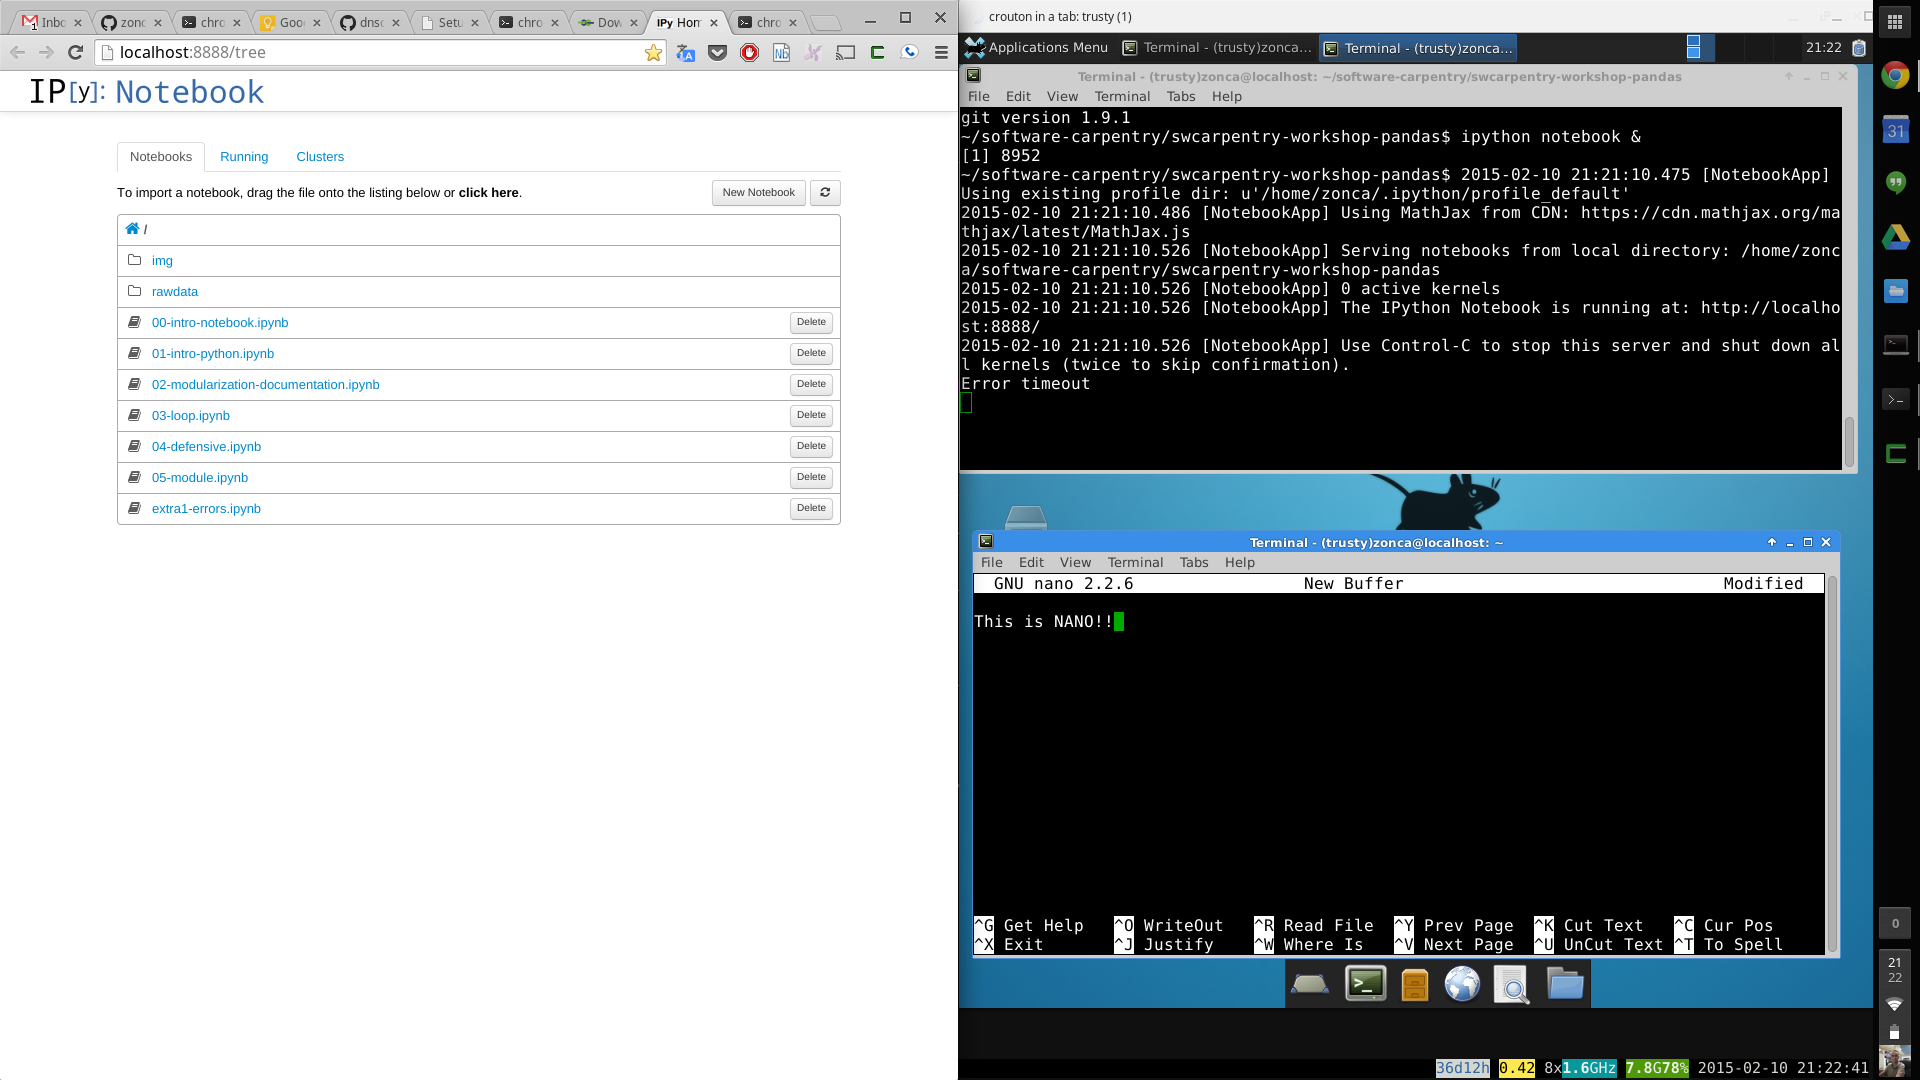 Inbo
zonc
chro
Goo
dnsc
Setu
chro
Dow
IPy Hom
chro
localhost:8888/tree
IP[y]: Notebook
Notebooks
Running
Clusters
To import a notebook, drag the file onto the listing below or click here.
New Notebook
/
img
rawdata
00-intro-notebook.ipynb
Delete
01-intro-python.ipynb
Delete
02-modularization-documentation.ipynb
Delete
03-loop.ipynb
Delete
04-defensive.ipynb
Delete
05-module.ipynb
Delete
extra1-errors.ipynb
Delete
crouton in a tab: trusty (1)
Applications Menu
Terminal - (trusty)zonca...
Terminal - (trusty)zonca...
21:22
Terminal - (trusty)zonca@localhost: ~/software-carpentry/swcarpentry-workshop-pandas
File Edit View Terminal Tabs Help
git version 1.9.1
~/software-carpentry/swcarpentry-workshop-pandas$ ipython notebook &
[1] 8952
~/software-carpentry/swcarpentry-workshop-pandas$ 2015-02-10 21:21:10.475 [NotebookApp]
Using existing profile dir: u'/home/zonca/.ipython/profile_default'
2015-02-10 21:21:10.486 [NotebookApp] Using MathJax from CDN: https://cdn.mathjax.org/ma
thjax/latest/MathJax.js
2015-02-10 21:21:10.526 [NotebookApp] Serving notebooks from local directory: /home/zonc
a/software-carpentry/swcarpentry-workshop-pandas
2015-02-10 21:21:10.526 [NotebookApp] 0 active kernels
2015-02-10 21:21:10.526 [NotebookApp] The IPython Notebook is running at: http://localho
st:8888/
2015-02-10 21:21:10.526 [NotebookApp] Use Control-C to stop this server and shut down al
l kernels (twice to skip confirmation).
Error timeout
Terminal - (trusty)zonca@localhost: ~
File Edit View Terminal Tabs Help
GNU nano 2.2.6 New Buffer Modified
This is NANO!!
^G Get Help ^O WriteOut ^R Read File ^Y Prev Page ^K Cut Text ^C Cur Pos
^X Exit ^J Justify ^W Where Is ^V Next Page ^U UnCut Text ^T To Spell
36d12h 0.42 8x1.6GHz 7.8G78% 2015-02-10 21:22:41
31
0
21
22